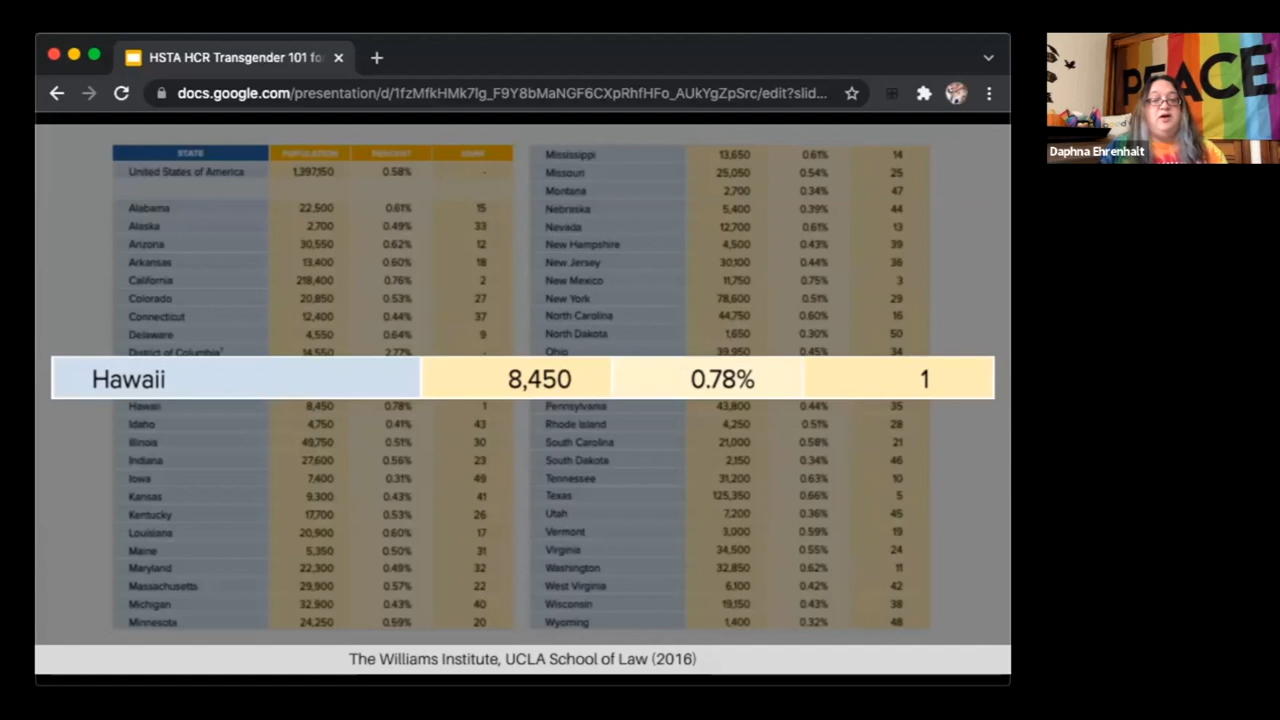 HSTA HCR Transgender 101 fo
docs.google.com/presentation/d/1fzMfkHMk7lg_F9Y8bMaNGF6CXpRhfHFo_AUkYgZpSrc/edit?slid...
PEACE
Daphna Ehrenhalt
STATE POPULATION PERCENT RANK
United States of America 1,397,150 0.58% -
Alabama 22,500 0.61% 15
Alaska 2,700 0.49% 33
Arizona 30,550 0.62% 12
Arkansas 13,400 0.60% 18
California 218,400 0.76% 2
Colorado 20,850 0.53% 27
Connecticut 12,400 0.44% 37
Delaware 4,550 0.64% 9
District of Columbia 14,550 2.77% -
Hawaii 8,450 0.78% 1
Hawaii 8,450 0.78% 1
Idaho 4,750 0.41% 43
Illinois 49,750 0.51% 30
Indiana 27,600 0.56% 23
Iowa 7,400 0.31% 49
Kansas 9,300 0.43% 41
Kentucky 17,700 0.53% 26
Louisiana 20,900 0.60% 17
Maine 5,350 0.50% 31
Maryland 22,300 0.49% 32
Massachusetts 29,900 0.57% 22
Michigan 32,900 0.43% 40
Minnesota 24,250 0.59% 20
Mississippi 13,650 0.61% 14
Missouri 25,050 0.54% 25
Montana 2,700 0.34% 47
Nebraska 5,400 0.39% 44
Nevada 12,700 0.61% 13
New Hampshire 4,500 0.43% 39
New Jersey 30,100 0.44% 36
New Mexico 11,750 0.75% 3
New York 78,600 0.51% 29
North Carolina 44,750 0.60% 16
North Dakota 1,650 0.30% 50
Ohio 39,950 0.45% 34
Pennsylvania 43,800 0.44% 35
Rhode Island 4,250 0.51% 28
South Carolina 21,000 0.58% 21
South Dakota 2,150 0.34% 46
Tennessee 31,200 0.63% 10
Texas 125,350 0.66% 5
Utah 7,200 0.36% 45
Vermont 3,000 0.59% 19
Virginia 34,500 0.55% 24
Washington 32,850 0.62% 11
West Virginia 6,100 0.42% 42
Wisconsin 19,150 0.43% 38
Wyoming 1,400 0.32% 48
The Williams Institute, UCLA School of Law (2016)